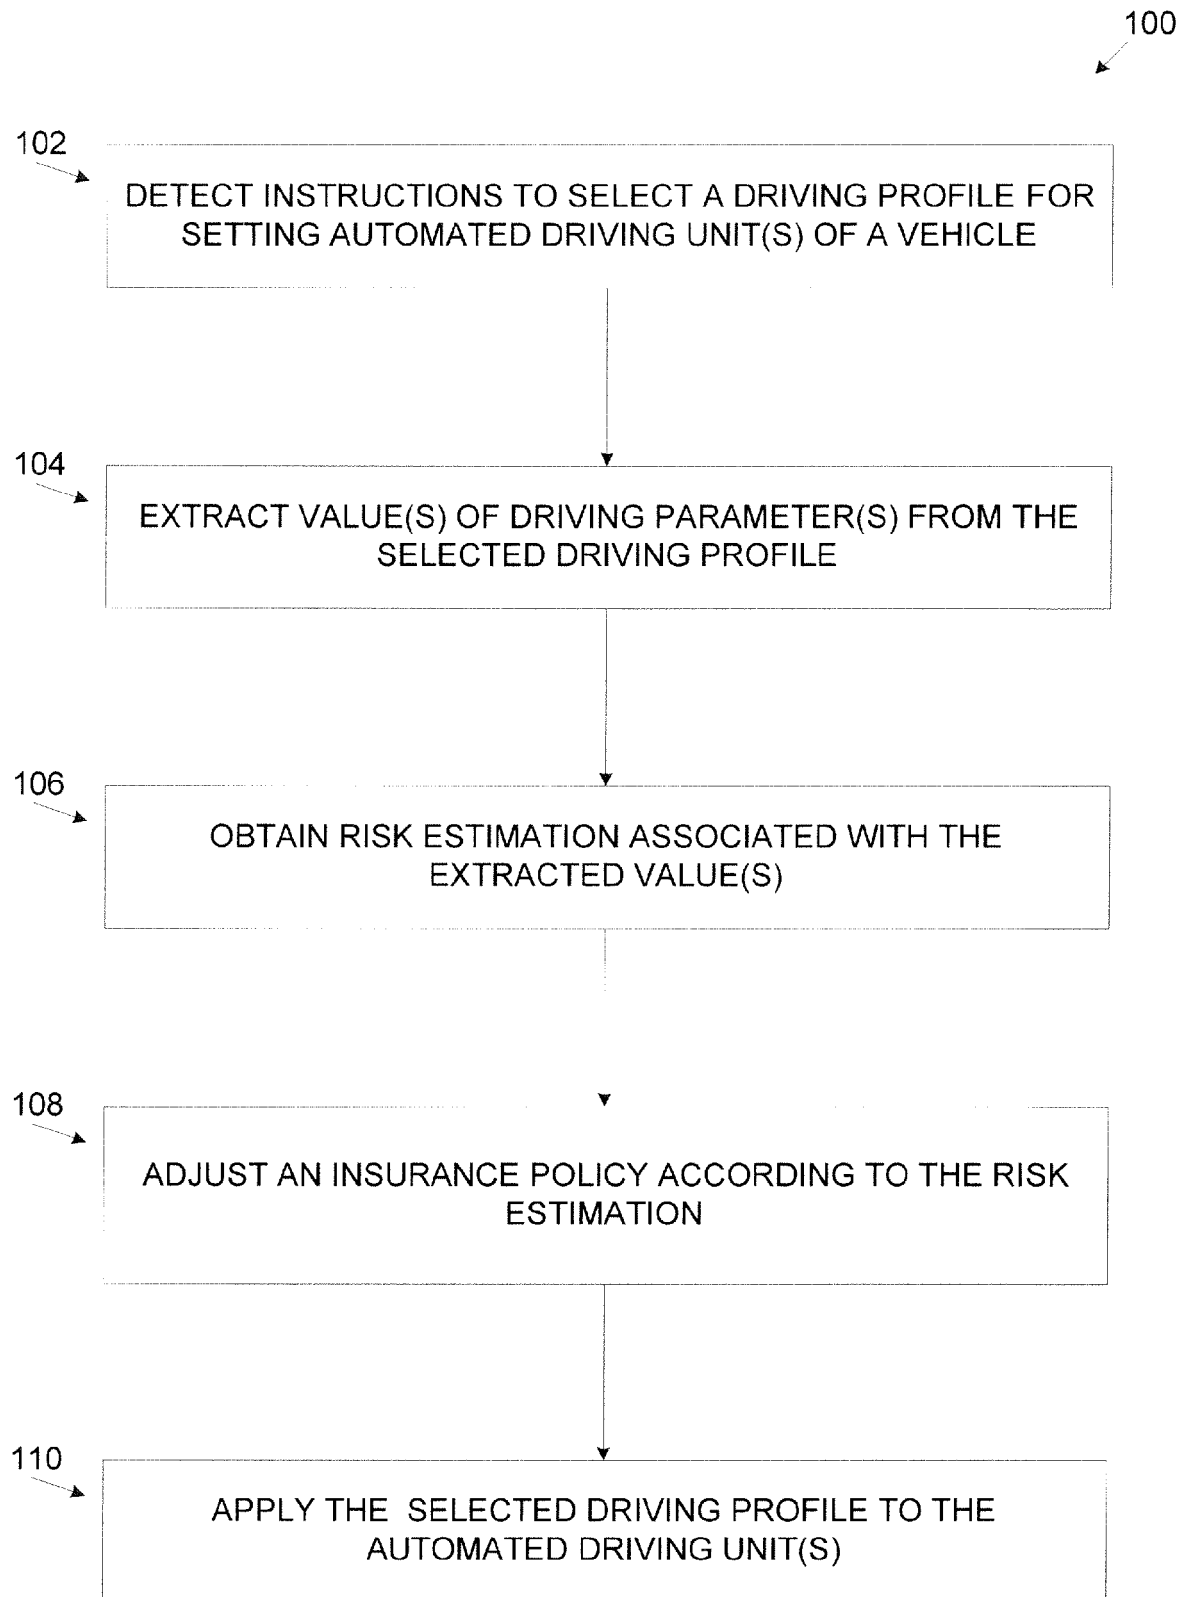 100
102
DETECT INSTRUCTIONS TO SELECT A DRIVING PROFILE FOR
SETTING AUTOMATED DRIVING UNIT(S) OF A VEHICLE
104
EXTRACT VALUE(S) OF DRIVING PARAMETER(S) FROM THE
SELECTED DRIVING PROFILE
106
OBTAIN RISK ESTIMATION ASSOCIATED WITH THE
EXTRACTED VALUE(S)
108
ADJUST AN INSURANCE POLICY ACCORDING TO THE RISK
ESTIMATION
110
APPLY THE SELECTED DRIVING PROFILE TO THE
AUTOMATED DRIVING UNIT(S)